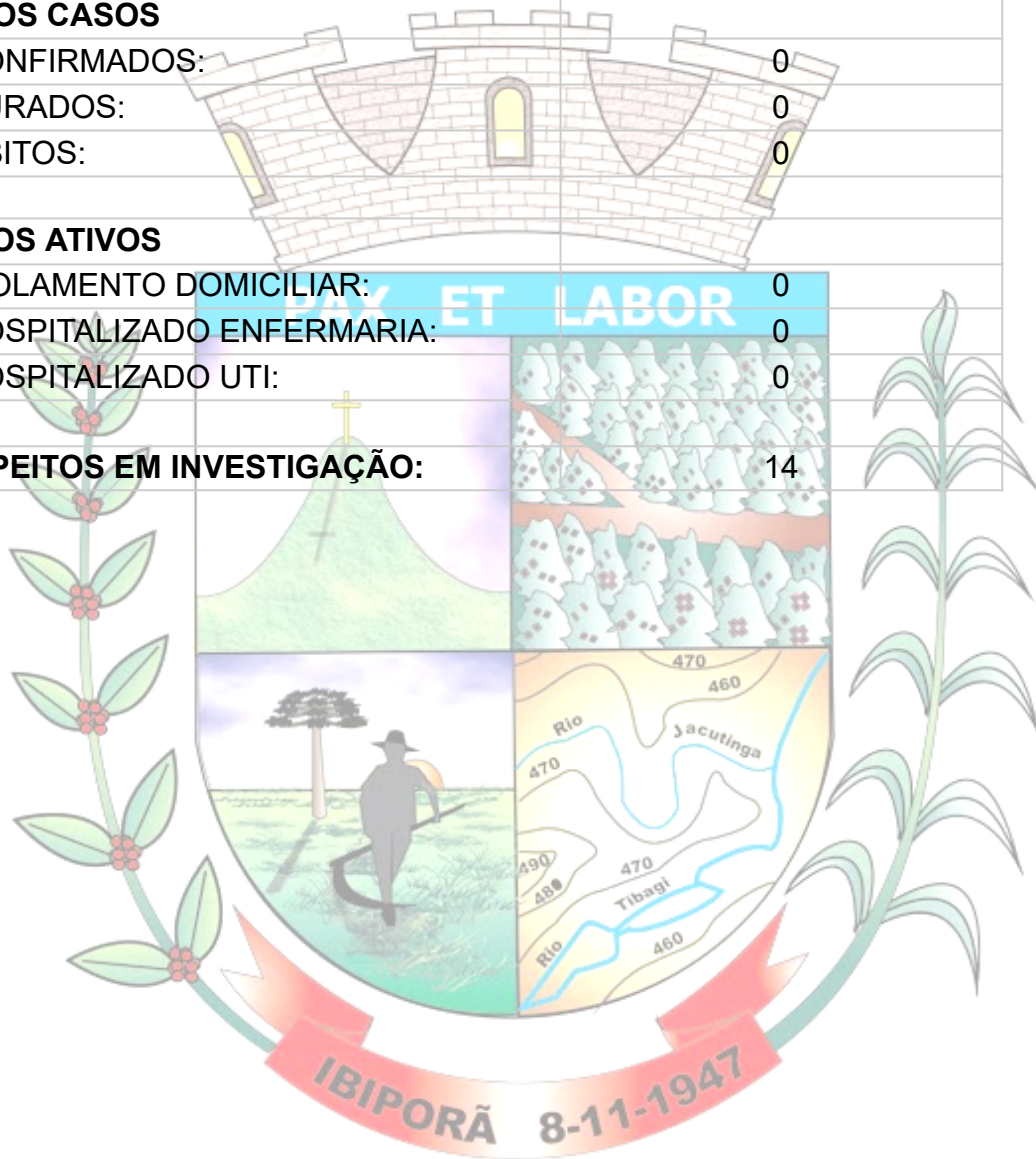 OS CASOS
ONFIRMADOS: 0
URADOS: 0
BITOS: 0
OS ATIVOS
OLAMENTO DOMICILIAR: 0
OSPITALIZADO ENFERMARIA: 0
OSPITALIZADO UTI: 0
PEITOS EM INVESTIGAÇÃO: 14
PAX ET LABOR
470
460
Rio Jacutinga
470
490
480
470
Rio Tibagi
460
IBIPORÃ 8-11-1947